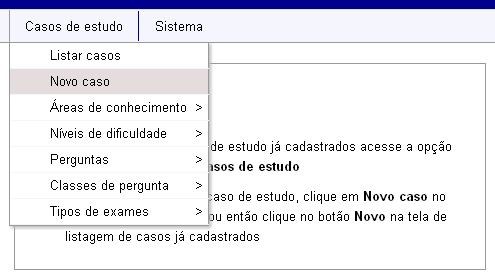 Casos de estudo Sistema
Listar casos
Novo caso
Áreas de conhecimento >
Níveis de dificuldade >
Perguntas >
Classes de pergunta >
Tipos de exames >
de estudo já cadastrados acesse a opção
asos de estudo
caso de estudo, clique em Novo caso no
ou então clique no botão Novo na tela de
listagem de casos já cadastrados